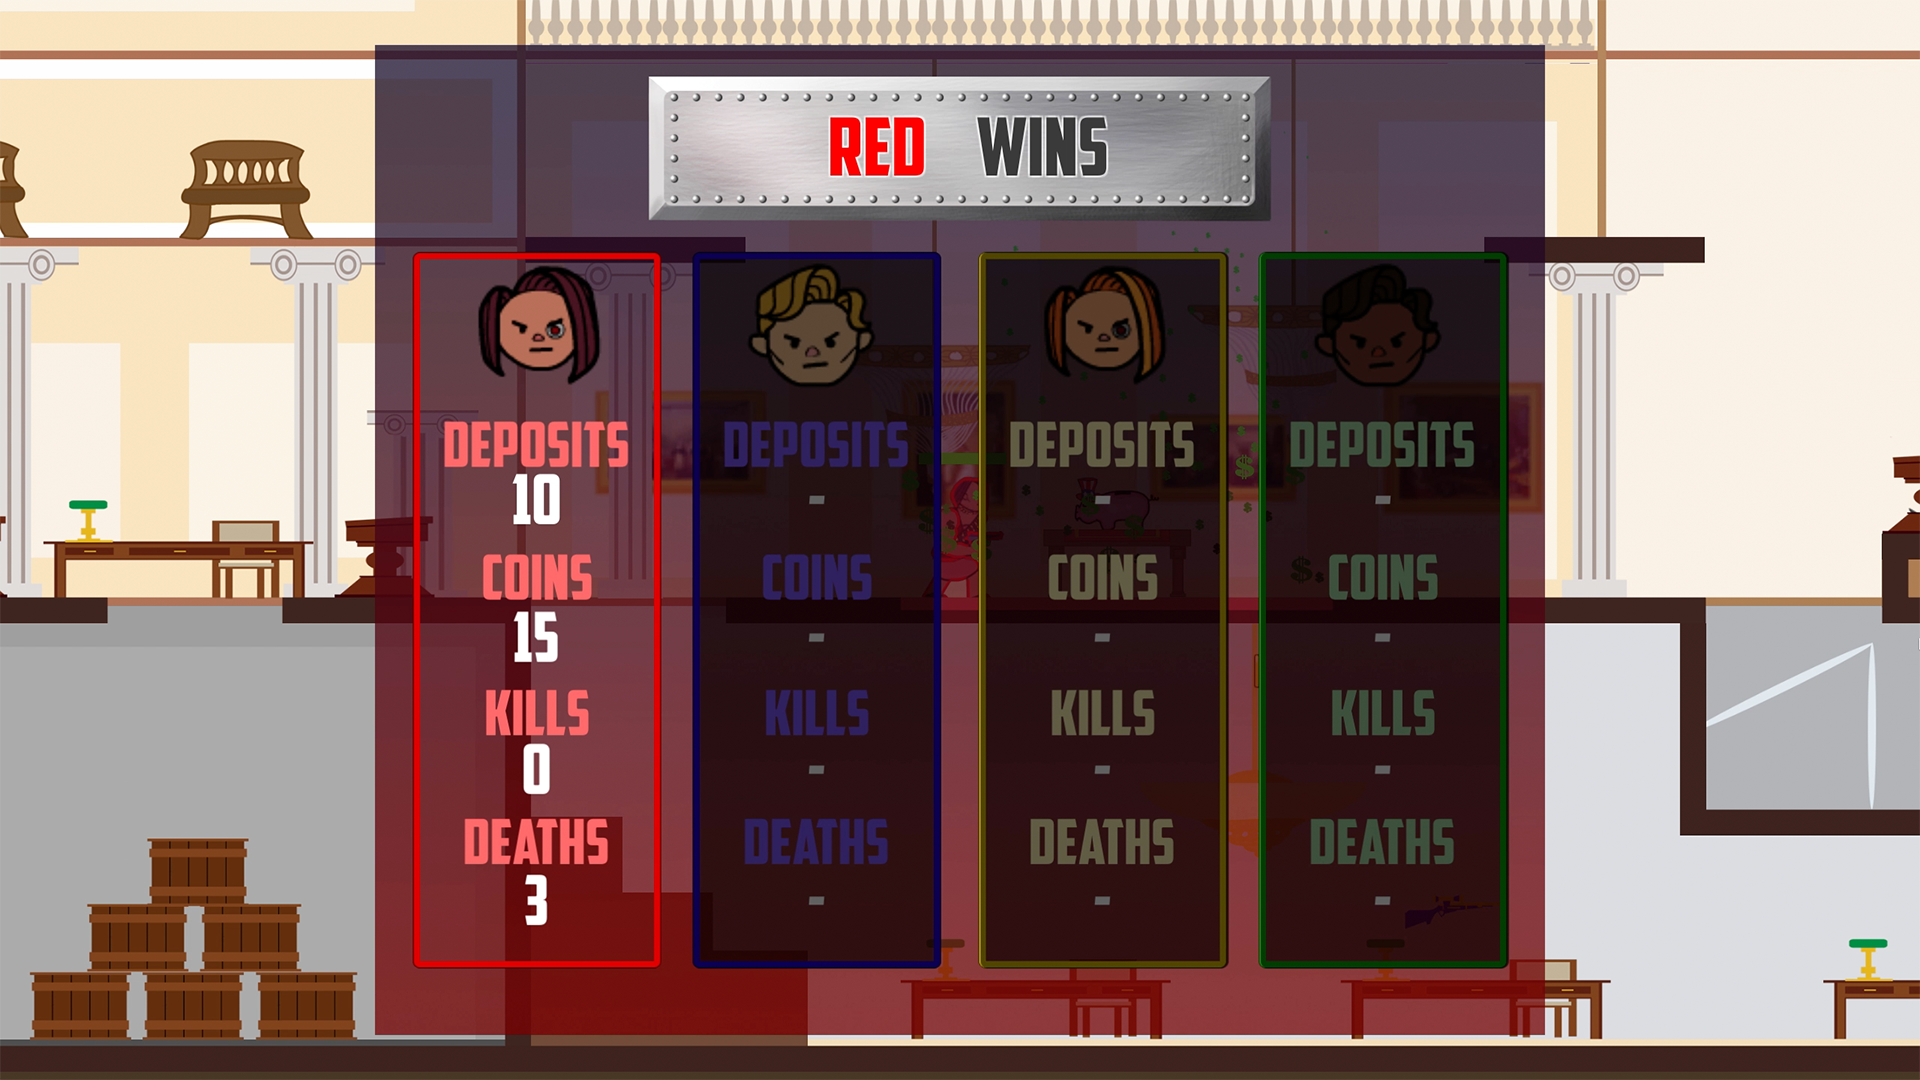 RED WINS
DEPOSITS DEPOSITS DEPOSITS DEPOSITS
10 - - -
COINS COINS COINS COINS
15 - - -
KILLS KILLS KILLS KILLS
0 - - -
DEATHS DEATHS DEATHS DEATHS
3 - - -